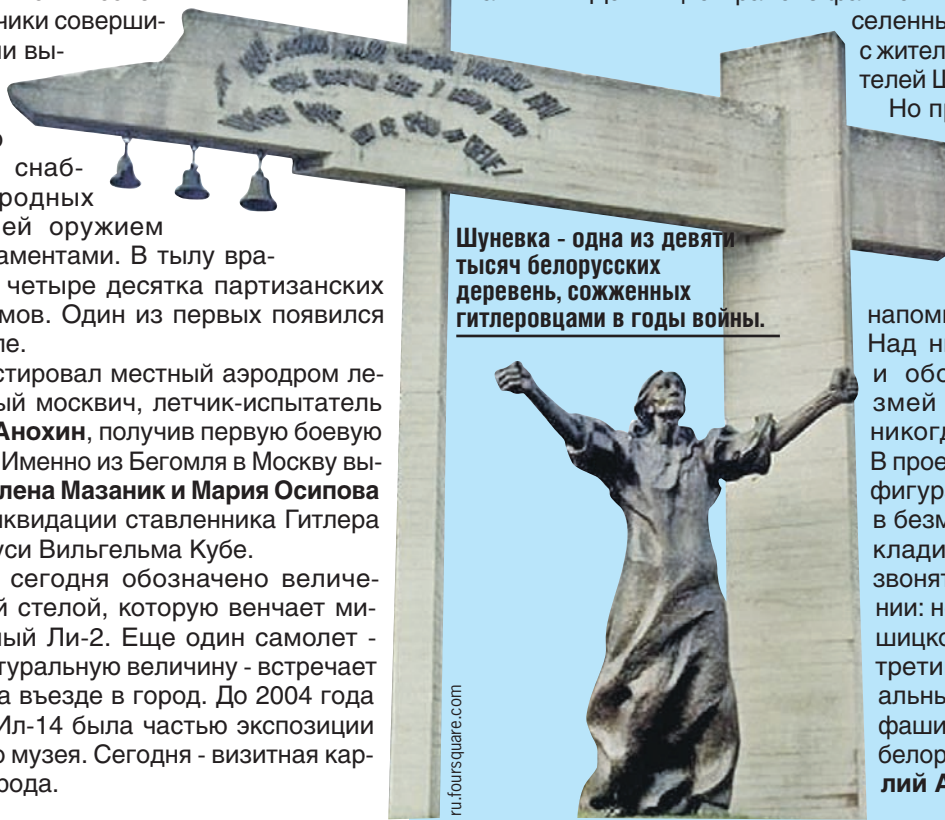 ники соверши-
ми вы-
снаб-
родных
ей оружием
аментами. В тылу вра-
четыре десятка партизанских
мов. Один из первых появился
ле.
стировал местный аэродром ле-
ый москвич, летчик-испытатель
Анохин, получив первую боевую
Именно из Бегомля в Москву вы-
лена Мазаник и Мария Осипова
иквидации ставленника Гитлера
уси Вильгельма Кубе.
сегодня обозначено величе-
й стелой, которую венчает ми-
ный Ли-2. Еще один самолет -
туральную величину - встречает
а въезде в город. До 2004 года
Ил-14 была частью экспозиции
о музея. Сегодня - визитная кар-
рода.
Шуневка - одна из девяти
тысяч белорусских
деревень, сожженных
гитлеровцами в годы войны.
ru.foursquare.com
селенны
с жител
телей Ш
Но пр
напоми
Над ни
и обо
змей
никогд
В прое
фигур
в безм
клади
звонят
нии: н
шицко
трети
альны
фаши
белор
лий А